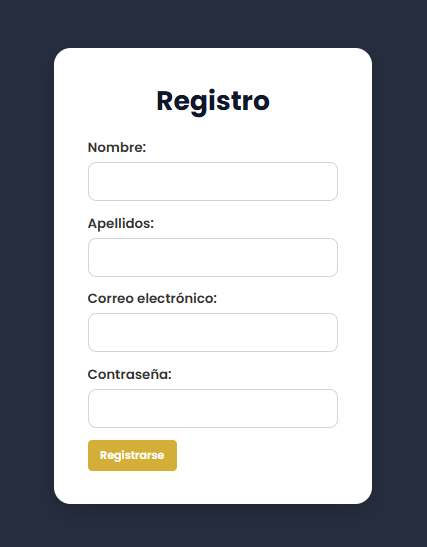 Registro
Nombre:
Apellidos:
Correo electrónico:
Contraseña:
Registrarse